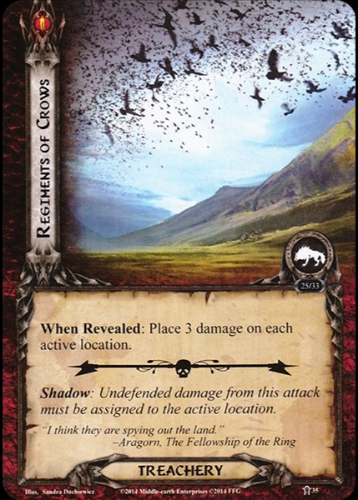 REGIMENTS OF CROWS
25/33
When Revealed: Place 3 damage on each
active location.
Shadow: Undefended damage from this attack
must be assigned to the active location.
"I think they are spying out the land."
–Aragorn, The Fellowship of the Ring
TREACHERY
Illus. Sandra Duchiewicz ©2014 Middle-earth Enterprises ©2014 FFG 35